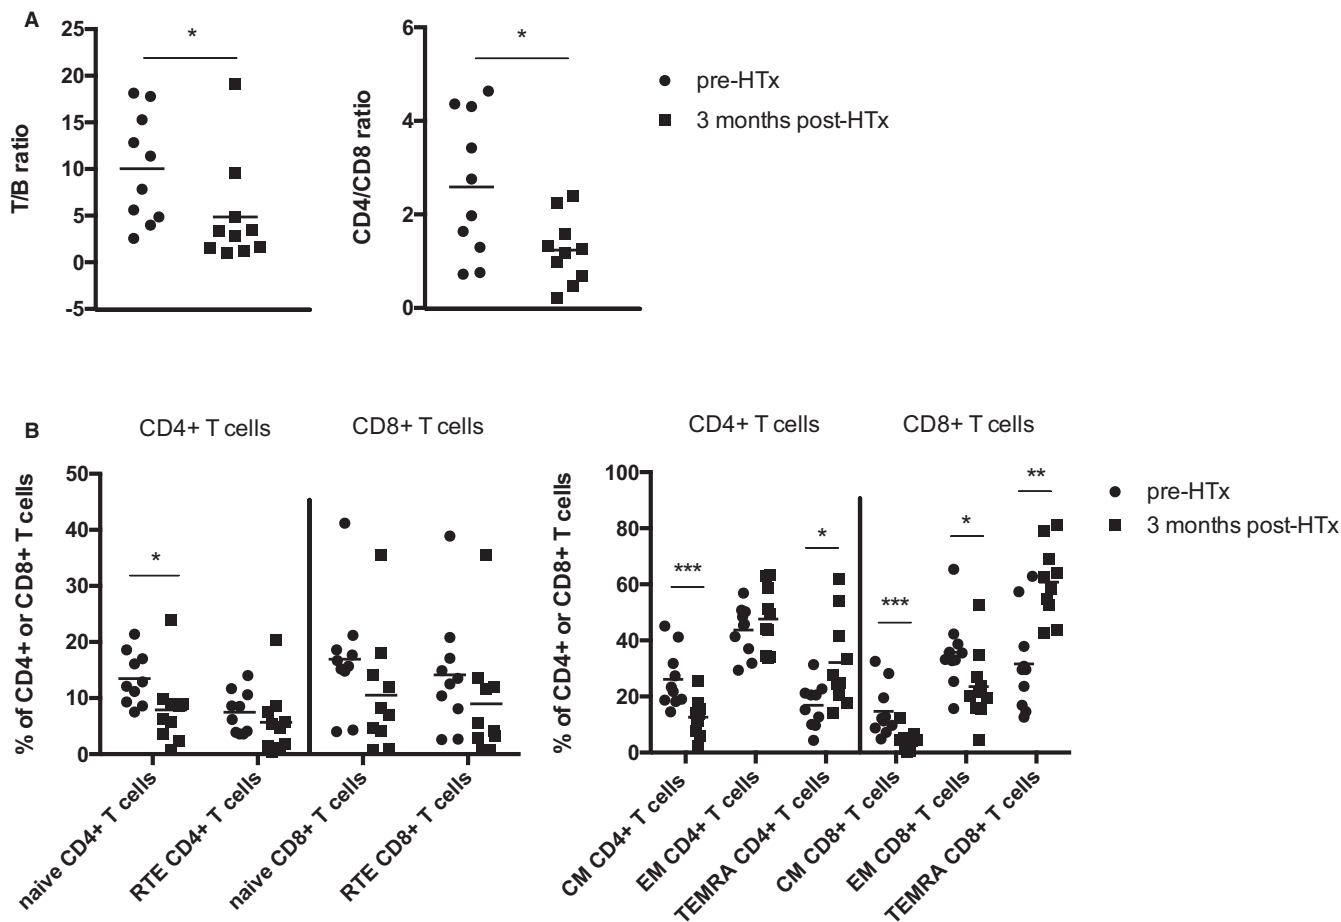 A
25
20
15
10
5
0
-5
T/B ratio
*
6
4
2
0
CD4/CD8 ratio
*
pre-HTx
3 months post-HTx
B
CD4+ T cells
CD8+ T cells
50
40
30
20
10
0
% of CD4+ or CD8+ T cells
*
naive CD4+ T cells
RTE CD4+ T cells
naive CD8+ T cells
RTE CD8+ T cells
CD4+ T cells
CD8+ T cells
100
80
60
40
20
0
% of CD4+ or CD8+ T cells
***
*
***
*
**
CM CD4+ T cells
EM CD4+ T cells
TEMRA CD4+ T cells
CM CD8+ T cells
EM CD8+ T cells
TEMRA CD8+ T cells
pre-HTx
3 months post-HTx